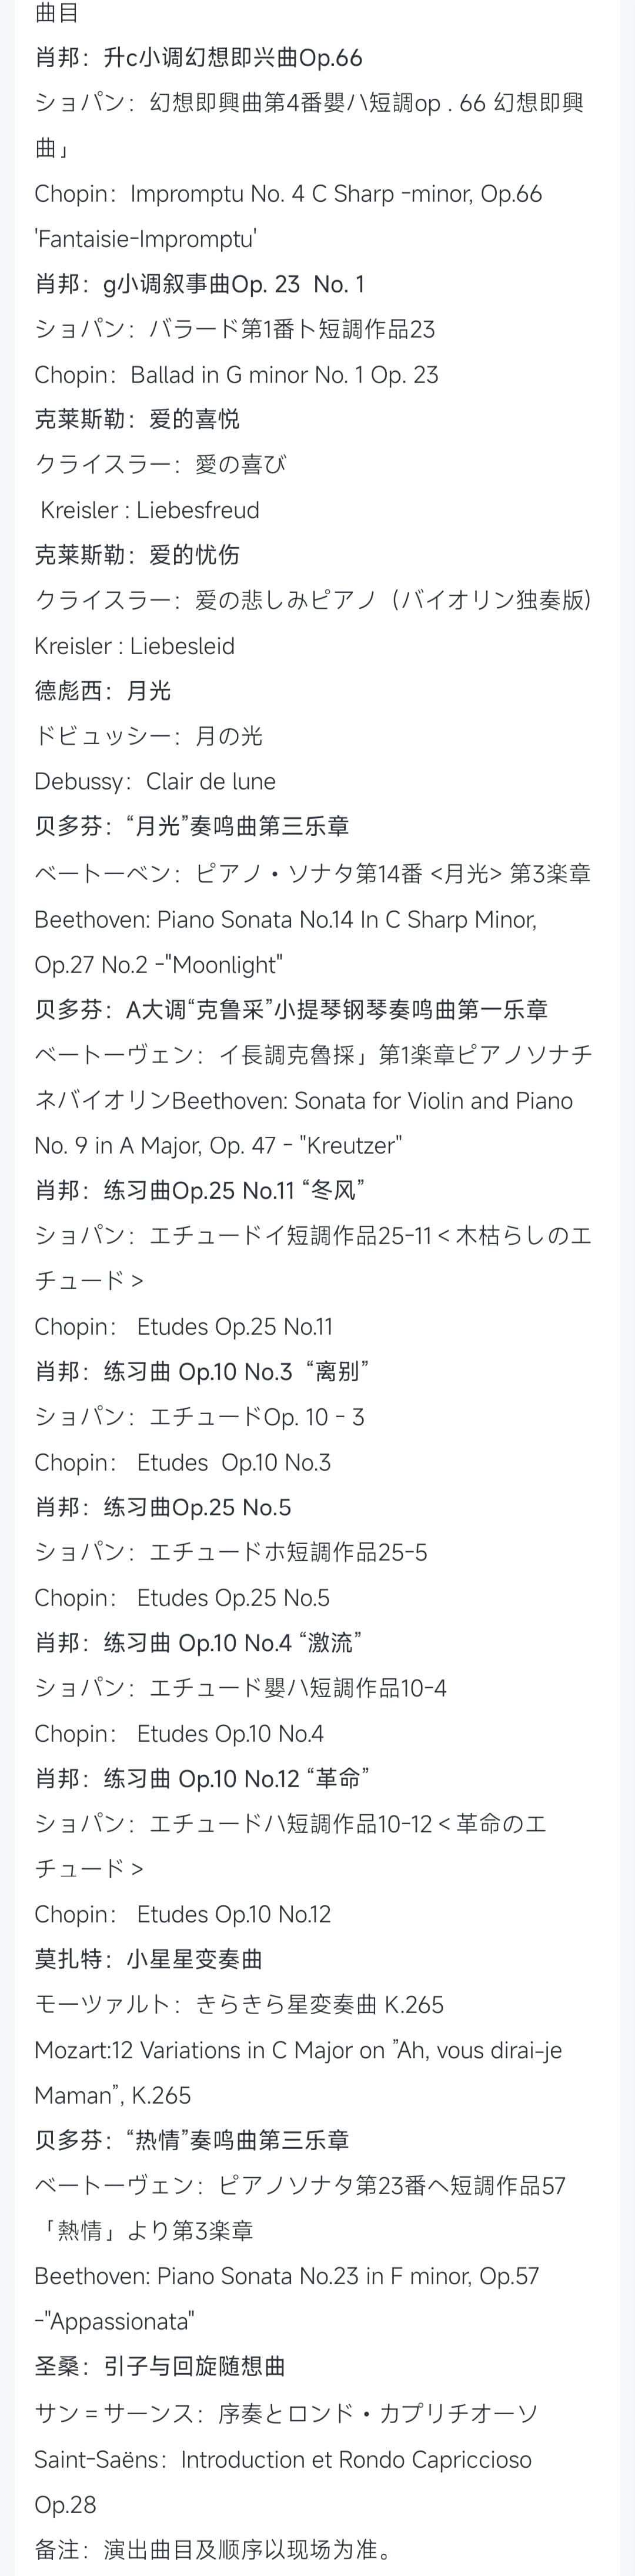 曲目
肖邦：升c小调幻想即兴曲Op.66
ショパン：幻想即興曲第4番嬰ハ短調op . 66 幻想即興
曲」
Chopin：Impromptu No. 4 C Sharp -minor, Op.66
'Fantaisie-Impromptu'
肖邦：g小调叙事曲Op. 23  No. 1
ショパン：バラード第1番ト短調作品23
Chopin：Ballad in G minor No. 1 Op. 23
克莱斯勒：爱的喜悦
クライスラー：愛の喜び
Kreisler : Liebesfreud
克莱斯勒：爱的忧伤
クライスラー：爱の悲しみピアノ（バイオリン独奏版）
Kreisler : Liebesleid
德彪西：月光
ドビュッシー：月の光
Debussy：Clair de lune
贝多芬：“月光”奏鸣曲第三乐章
ベートーベン：ピアノ・ソナタ第14番 <月光> 第3楽章
Beethoven: Piano Sonata No.14 In C Sharp Minor,
Op.27 No.2 -"Moonlight"
贝多芬：A大调“克鲁采”小提琴钢琴奏鸣曲第一乐章
ベートーヴェン：イ長調克魯採」第1楽章ピアノソナチ
ネバイオリンBeethoven: Sonata for Violin and Piano
No. 9 in A Major, Op. 47 - "Kreutzer"
肖邦：练习曲Op.25 No.11 “冬风”
ショパン：エチュードイ短調作品25-11 < 木枯らしのエ
チュード >
Chopin： Etudes Op.25 No.11
肖邦：练习曲 Op.10 No.3  “离别”
ショパン：エチュードOp. 10 - 3
Chopin： Etudes  Op.10 No.3
肖邦：练习曲Op.25 No.5
ショパン：エチュードホ短調作品25-5
Chopin： Etudes Op.25 No.5
肖邦：练习曲 Op.10 No.4 “激流”
ショパン：エチュード嬰ハ短調作品10-4
Chopin： Etudes Op.10 No.4
肖邦：练习曲 Op.10 No.12 “革命”
ショパン：エチュードハ短調作品10-12 < 革命のエ
チュード >
Chopin： Etudes Op.10 No.12
莫扎特：小星星变奏曲
モーツァルト：きらきら星変奏曲 K.265
Mozart:12 Variations in C Major on ”Ah, vous dirai-je
Maman”, K.265
贝多芬：“热情”奏鸣曲第三乐章
ベートーヴェン：ピアノソナタ第23番ヘ短調作品57
「熱情」より第3楽章
Beethoven: Piano Sonata No.23 in F minor, Op.57
-"Appassionata"
圣桑：引子与回旋随想曲
サン = サーンス：序奏とロンド・カプリチオーソ
Saint-Saëns：Introduction et Rondo Capriccioso
Op.28
备注：演出曲目及顺序以现场为准。